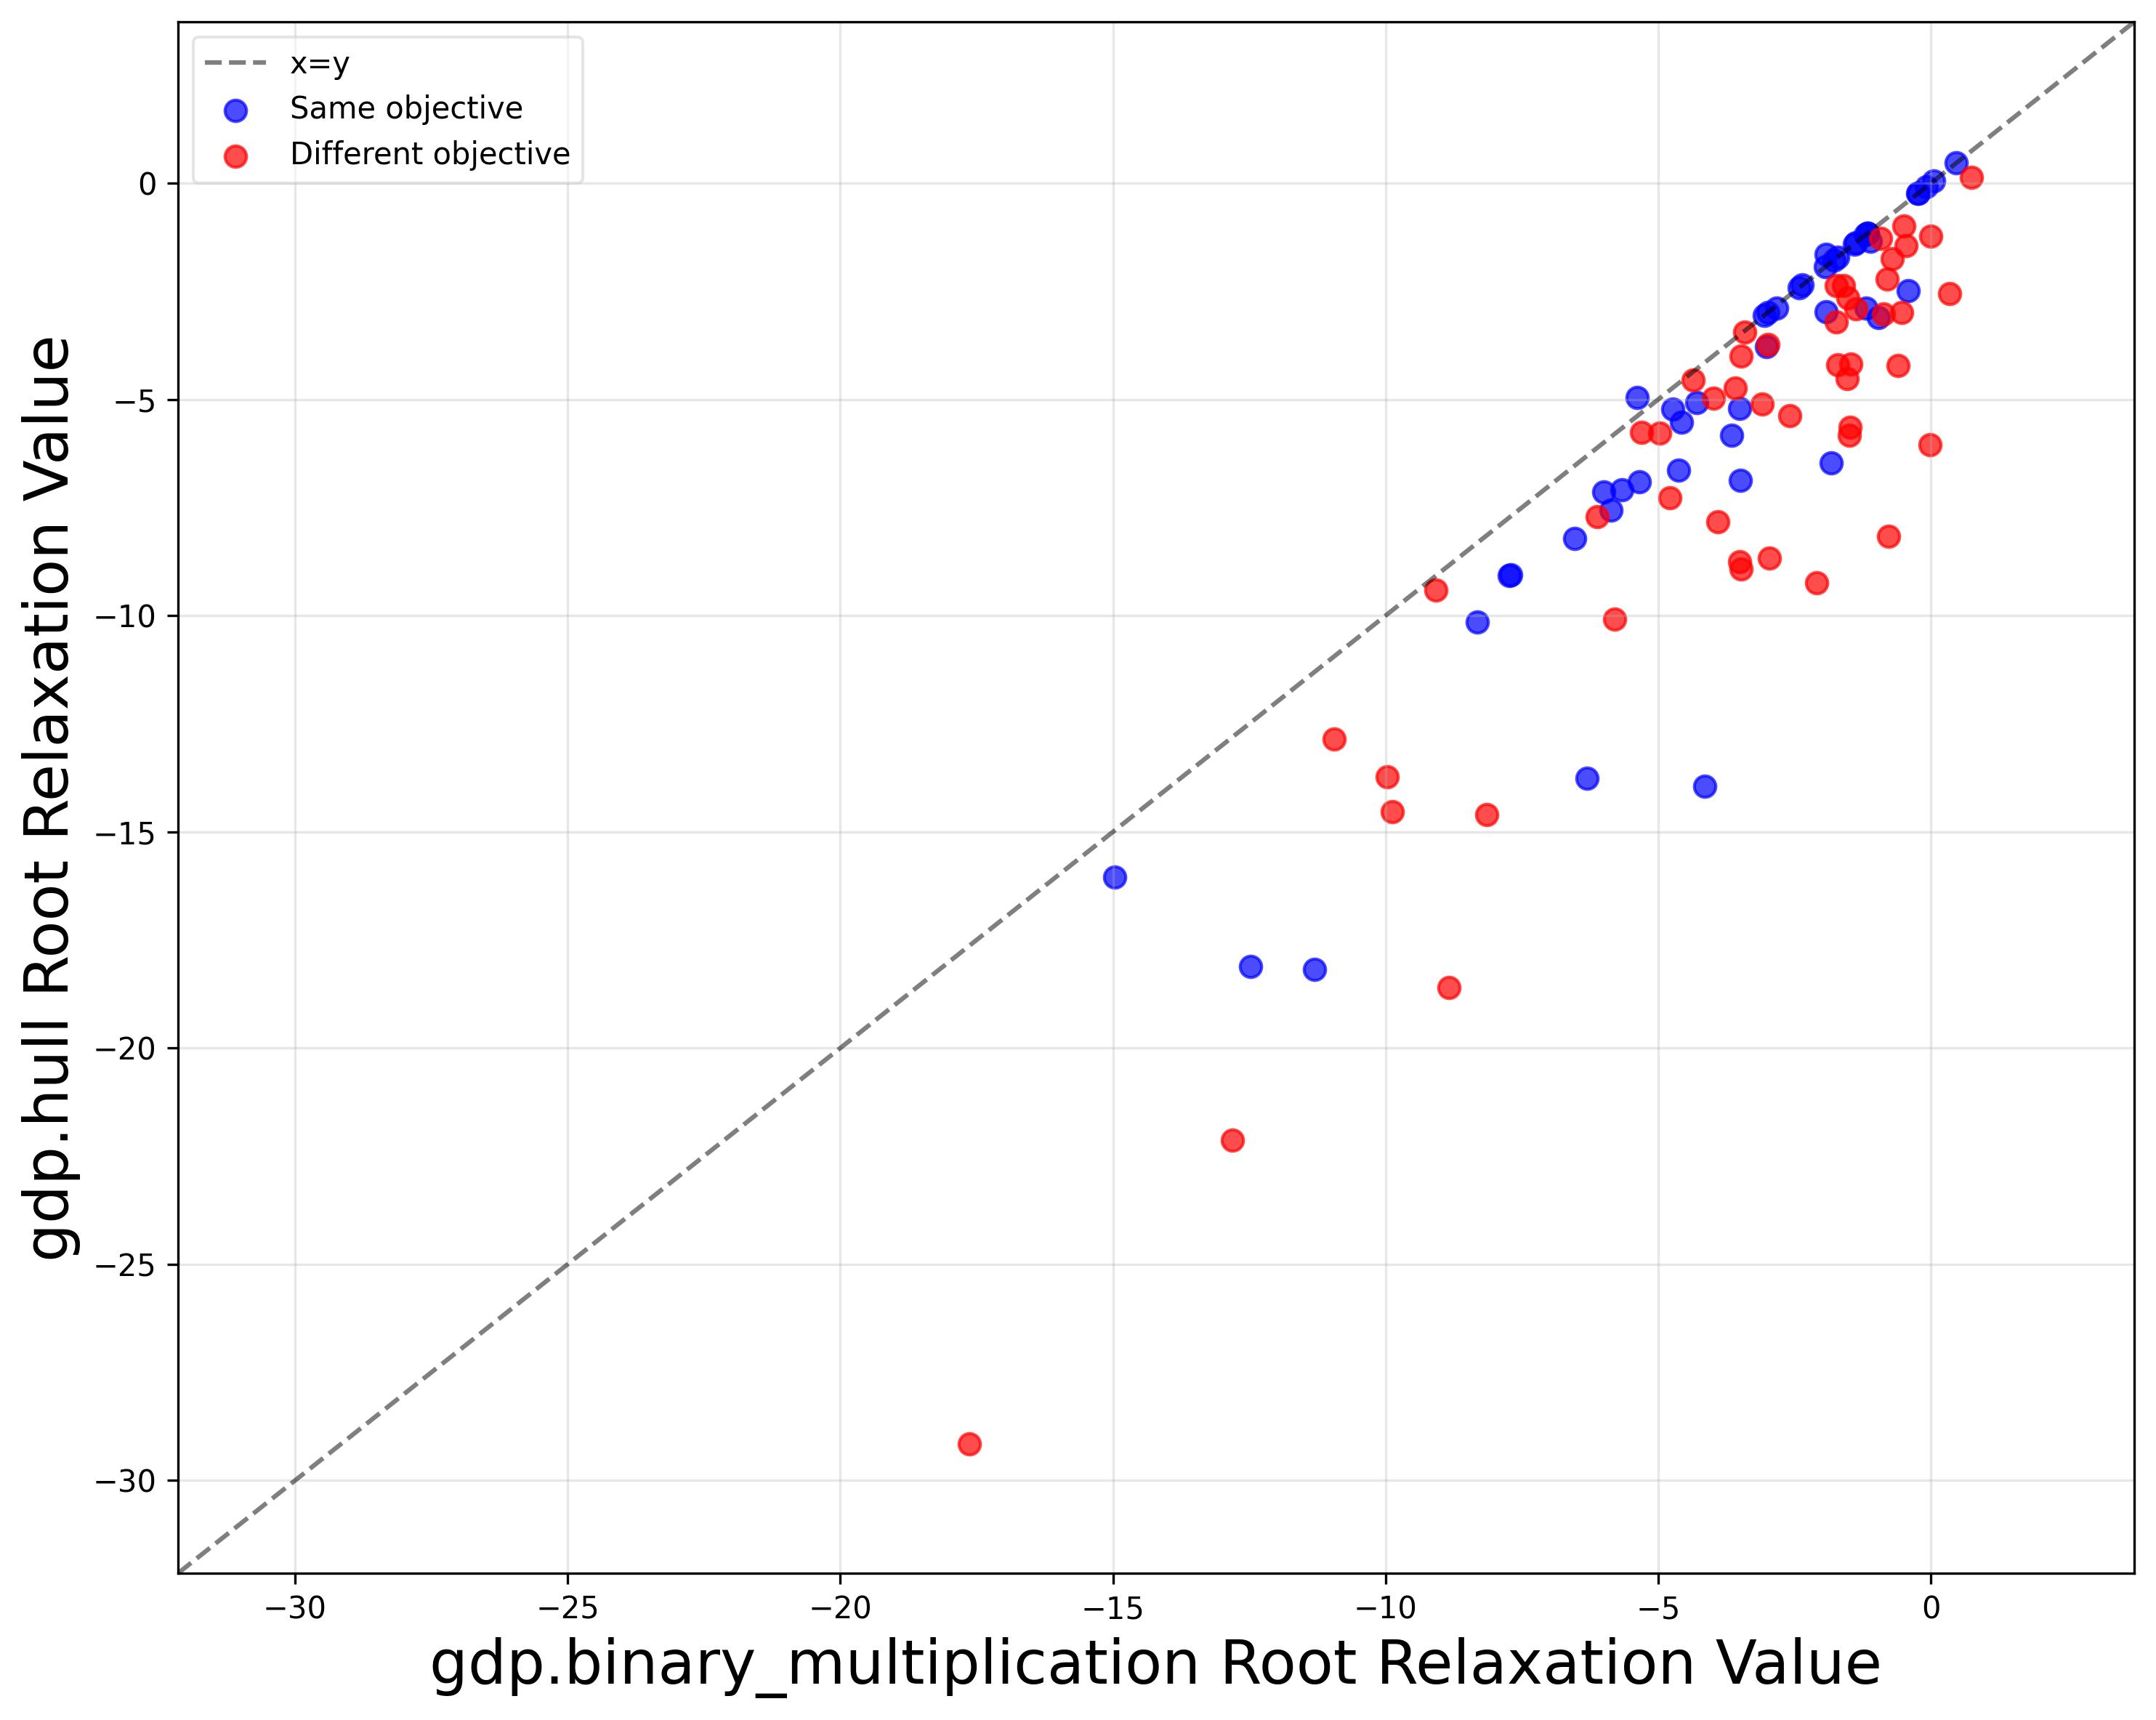 x=y
Same objective
Different objective
gdp.hull Root Relaxation Value
0
−5
−10
−15
−20
−25
−30
−30
−25
−20
−15
−10
−5
0
gdp.binary_multiplication Root Relaxation Value